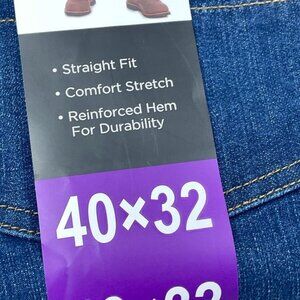 • Straight Fit
• Comfort Stretch
• Reinforced Hem
For Durability
40×32